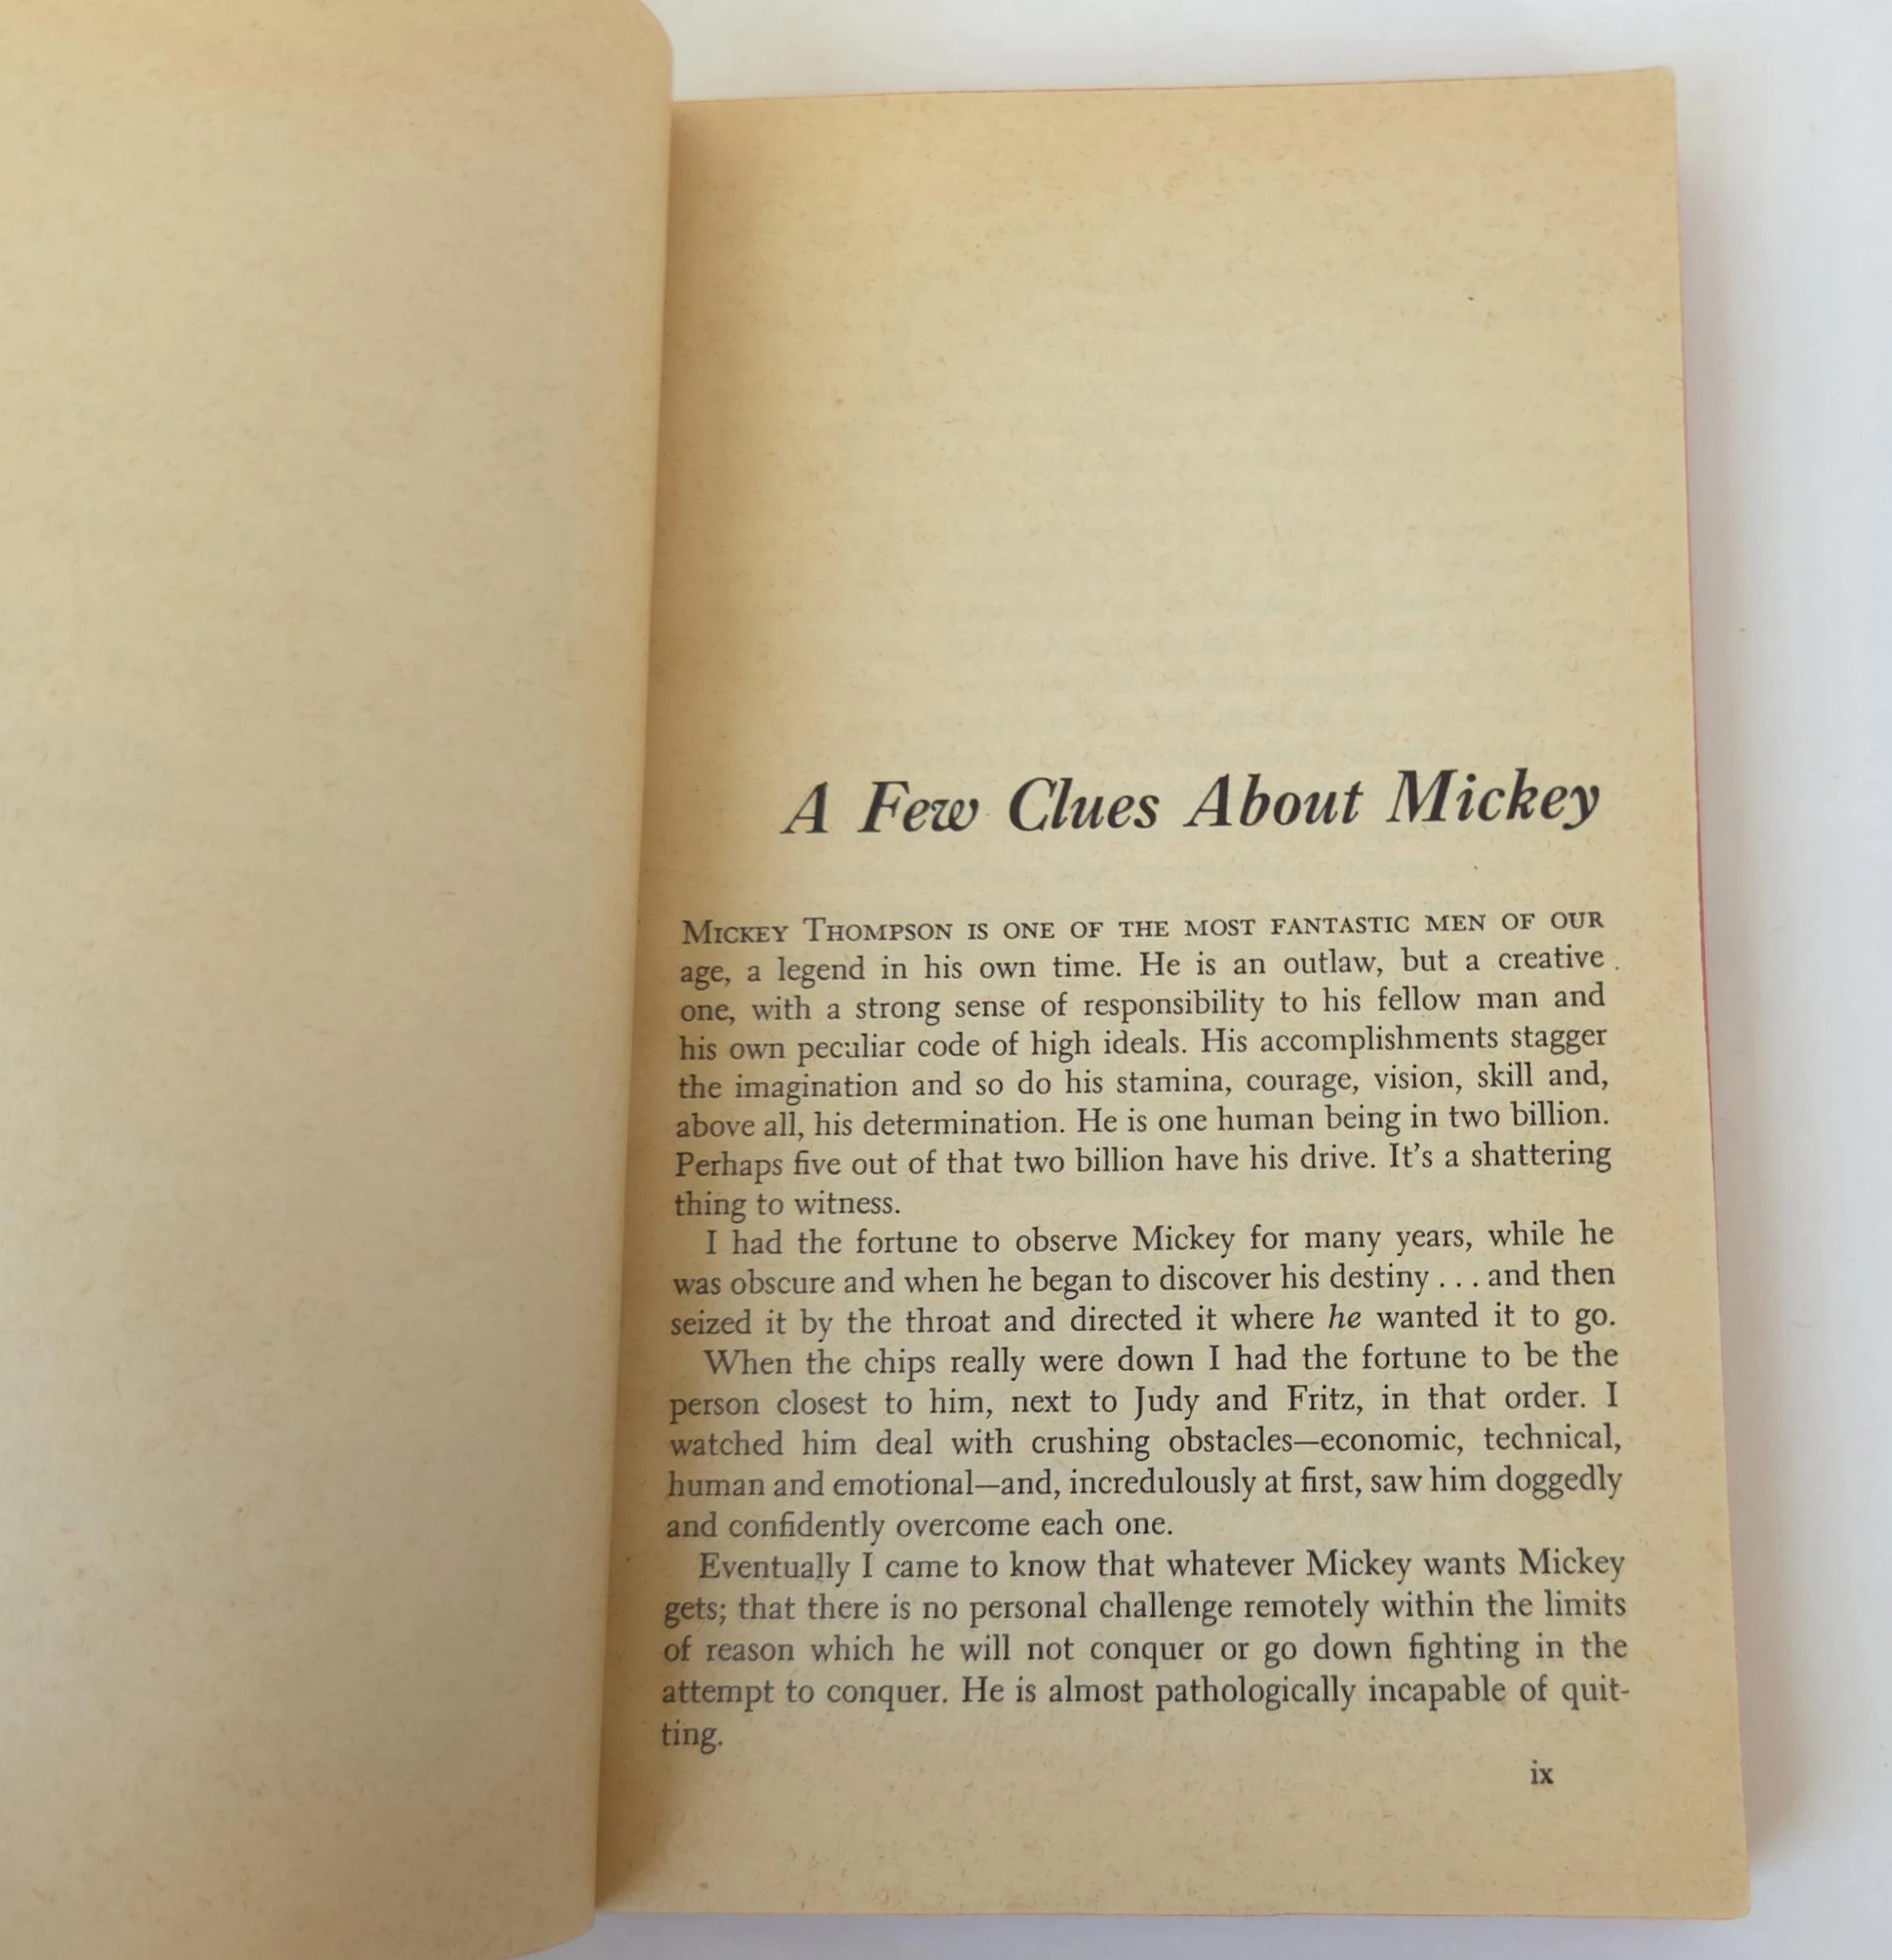 A Few Clues About Mickey
MICKEY THOMPSON IS ONE OF THE MOST FANTASTIC MEN OF OUR
age, a legend in his own time. He is an outlaw, but a creative
one, with a strong sense of responsibility to his fellow man and
his own peculiar code of high ideals. His accomplishments stagger
the imagination and so do his stamina, courage, vision, skill and,
above all, his determination. He is one human being in two billion.
Perhaps five out of that two billion have his drive. It's a shattering
thing to witness.
I had the fortune to observe Mickey for many years, while he
was obscure and when he began to discover his destiny . . . and then
seized it by the throat and directed it where he wanted it to go.
When the chips really were down I had the fortune to be the
person closest to him, next to Judy and Fritz, in that order. I
watched him deal with crushing obstacles—economic, technical,
human and emotional—and, incredulously at first, saw him doggedly
and confidently overcome each one.
Eventually I came to know that whatever Mickey wants Mickey
gets; that there is no personal challenge remotely within the limits
of reason which he will not conquer or go down fighting in the
attempt to conquer. He is almost pathologically incapable of quit-
ting.
ix